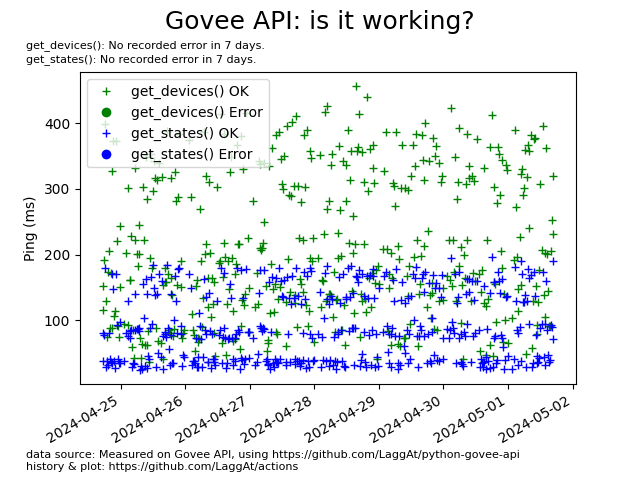 Govee API: is it working?
get_devices(): No recorded error in 7 days.
get_states(): No recorded error in 7 days.
get_devices() OK
get_devices() Error
get_states() OK
get_states() Error
Ping (ms)
400
300
200
100
2024-04-25
2024-04-26
2024-04-27
2024-04-28
2024-04-29
2024-04-30
2024-05-01
2024-05-02
data source: Measured on Govee API, using https://github.com/LaggAt/python-govee-api
history & plot: https://github.com/LaggAt/actions